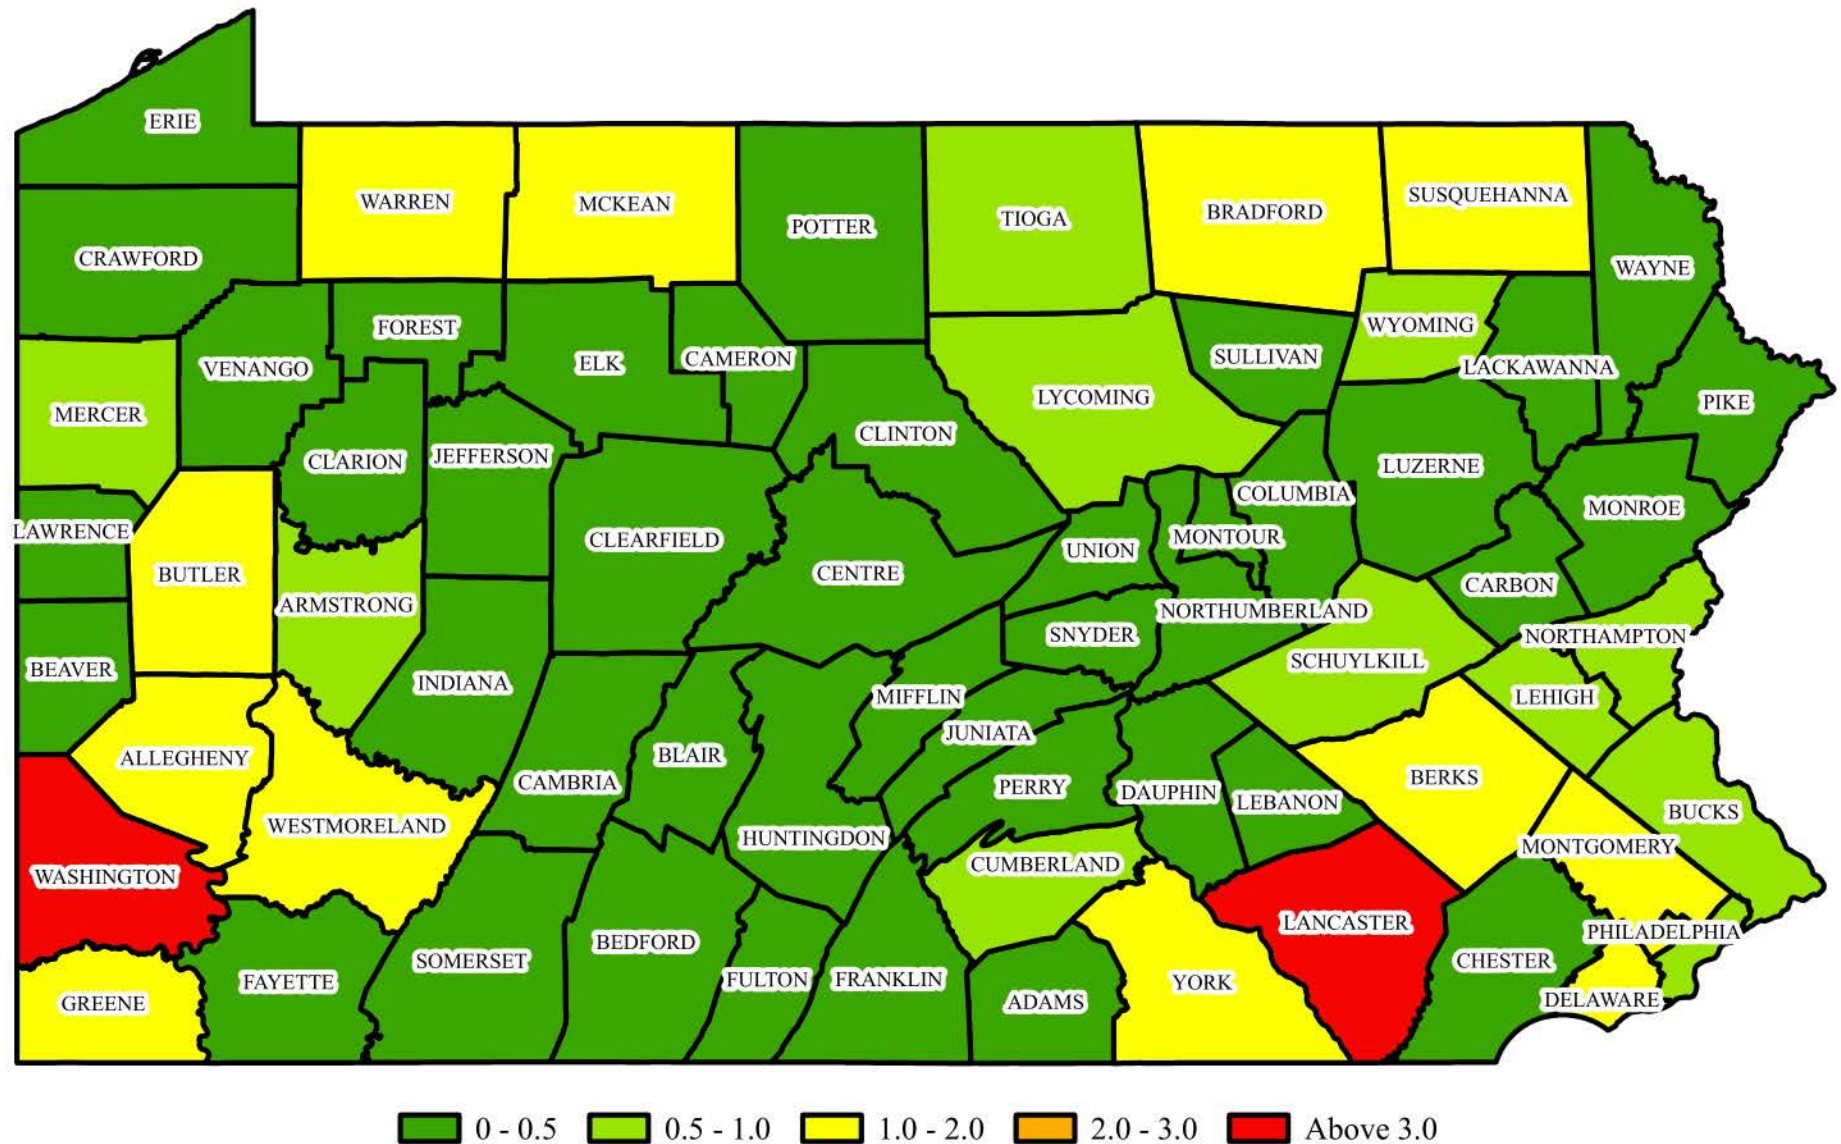 ERIE
WARREN
MCKEAN
SUSQUEHANNA
BRADFORD
TIOGA
POTTER
CRAWFORD
WAYNE
FOREST
WYOMING
SULLIVAN
CAMERON
ELK
VENANGO
LACKAWANNA
LYCOMING
PIKE
MERCER
CLINTON
JEFFERSON
CLARION
LUZERNE
COLUMBIA
MONROE
LAWRENCE
CLEARFIELD
MONTOUR
UNION
CENTRE
BUTLER
CARBON
ARMSTRONG
NORTHUMBERLAND
SNYDER
NORTHAMPTON
SCHUYLKILL
BEAVER
INDIANA
MIFFLIN
LEHIGH
JUNIATA
BLAIR
ALLEGHENY
CAMBRIA
PERRY
DAUPHIN
LEBANON
BERKS
BUCKS
WESTMORELAND
HUNTINGDON
MONTGOMERY
CUMBERLAND
WASHINGTON
LANCASTER
PHILADELPHIA
BEDFORD
SOMERSET
CHESTER
FAYETTE
FULTON
FRANKLIN
YORK
GREENE
ADAMS
DELAWARE
0 - 0.5 0.5 - 1.0 1.0 - 2.0 2.0 - 3.0 Above 3.0